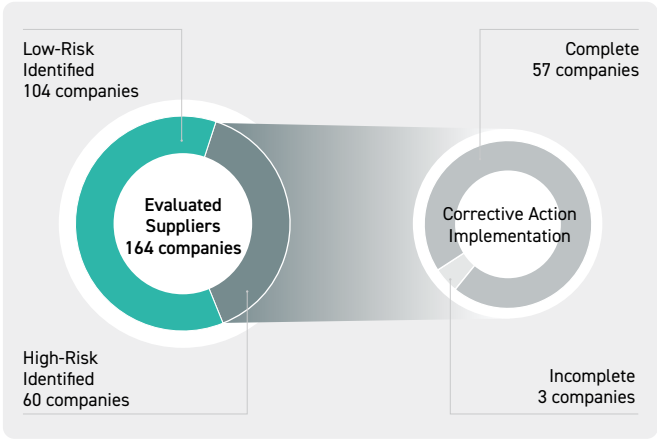 Low-Risk
Identified
104 companies
Complete
57 companies
Evaluated
Suppliers
164 companies
Corrective Action
Implementation
High-Risk
Identified
60 companies
Incomplete
3 companies